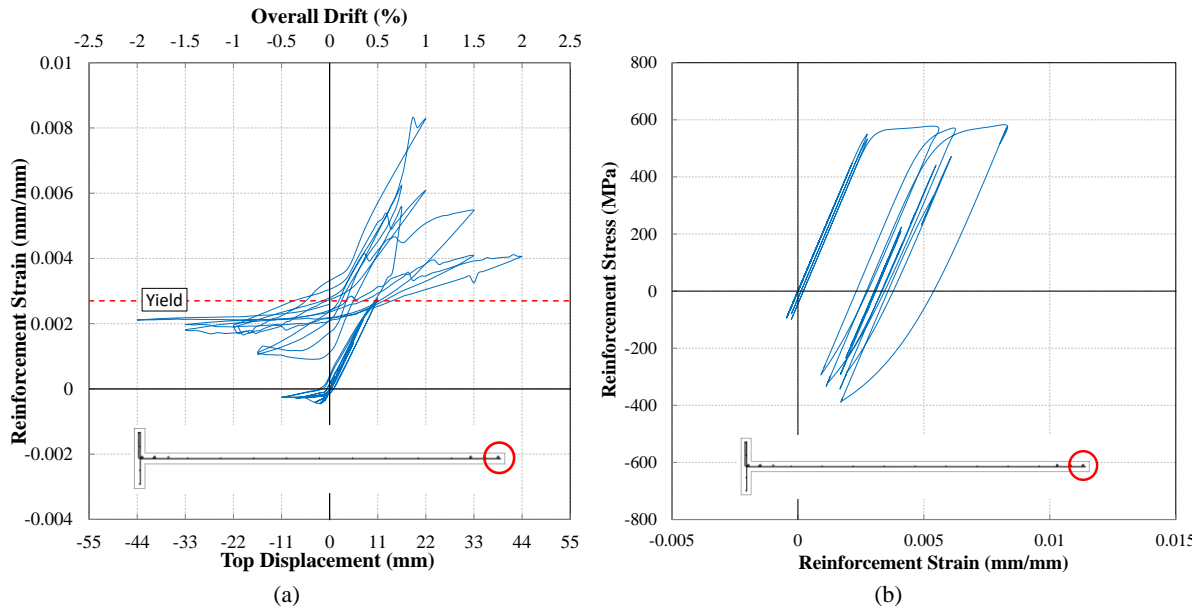 Overall Drift (%)
-2.5 -2 -1.5 -1 -0.5 0 0.5 1 1.5 2 2.5
0.01
0.008
0.006
0.004
0.002
0
-0.002
-0.004
Reinforcement Strain (mm/mm)
Yield
-55 -44 -33 -22 -11 0 11 22 33 44 55
Top Displacement (mm)
(a)
800
600
400
200
0
-200
-400
-600
-800
Reinforcement Stress (MPa)
-0.005 0 0.005 0.01 0.015
Reinforcement Strain (mm/mm)
(b)